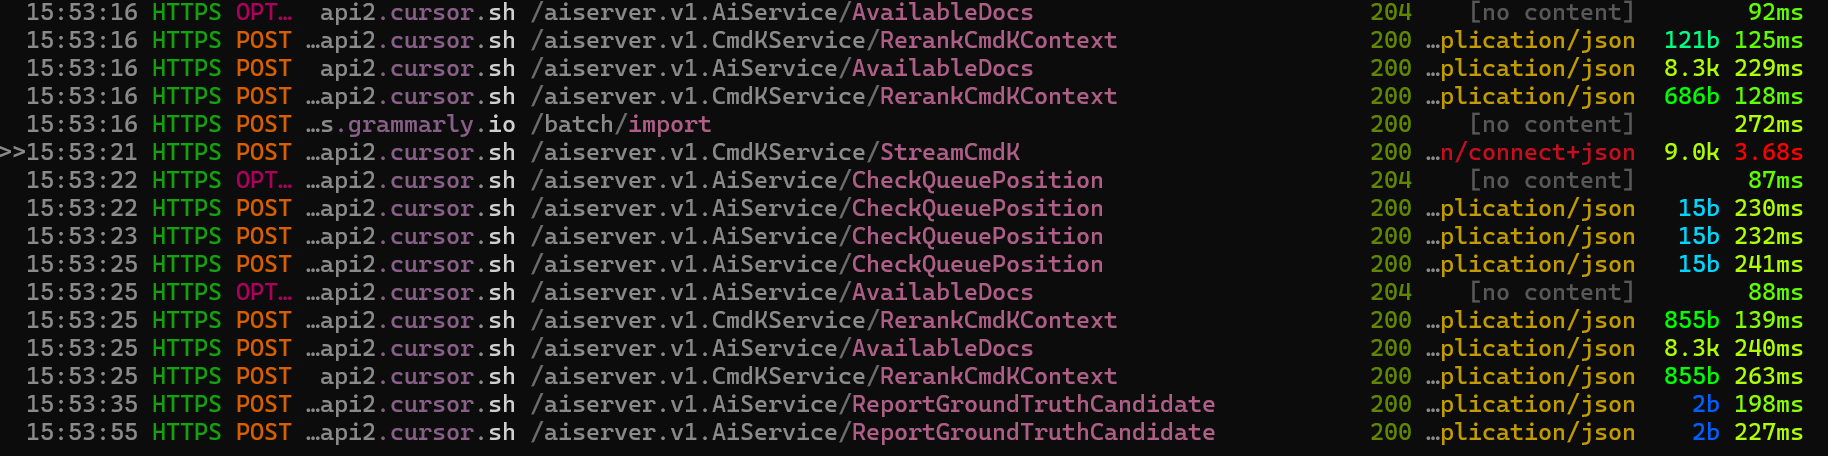 15:53:16 HTTPS OPT… api2.cursor.sh /aiserver.v1.AiService/AvailableDocs 204 [no content] 92ms
15:53:16 HTTPS POST …api2.cursor.sh /aiserver.v1.CmdKService/RerankCmdKContext 200 …plication/json 121b 125ms
15:53:16 HTTPS POST api2.cursor.sh /aiserver.v1.AiService/AvailableDocs 200 …plication/json 8.3k 229ms
15:53:16 HTTPS POST …api2.cursor.sh /aiserver.v1.CmdKService/RerankCmdKContext 200 …plication/json 686b 128ms
15:53:16 HTTPS POST …s.grammarly.io /batch/import 200 [no content] 272ms
>>15:53:21 HTTPS POST …api2.cursor.sh /aiserver.v1.CmdKService/StreamCmdK 200 …n/connect+json 9.0k 3.68s
15:53:22 HTTPS OPT… …api2.cursor.sh /aiserver.v1.AiService/CheckQueuePosition 204 [no content] 87ms
15:53:22 HTTPS POST …api2.cursor.sh /aiserver.v1.AiService/CheckQueuePosition 200 …plication/json 15b 230ms
15:53:23 HTTPS POST …api2.cursor.sh /aiserver.v1.AiService/CheckQueuePosition 200 …plication/json 15b 232ms
15:53:25 HTTPS POST …api2.cursor.sh /aiserver.v1.AiService/CheckQueuePosition 200 …plication/json 15b 241ms
15:53:25 HTTPS OPT… api2.cursor.sh /aiserver.v1.AiService/AvailableDocs 204 [no content] 88ms
15:53:25 HTTPS POST …api2.cursor.sh /aiserver.v1.CmdKService/RerankCmdKContext 200 …plication/json 855b 139ms
15:53:25 HTTPS POST api2.cursor.sh /aiserver.v1.AiService/AvailableDocs 200 …plication/json 8.3k 240ms
15:53:25 HTTPS POST …api2.cursor.sh /aiserver.v1.CmdKService/RerankCmdKContext 200 …plication/json 855b 263ms
15:53:35 HTTPS POST …api2.cursor.sh /aiserver.v1.AiService/ReportGroundTruthCandidate 200 …plication/json 2b 198ms
15:53:55 HTTPS POST …api2.cursor.sh /aiserver.v1.AiService/ReportGroundTruthCandidate 200 …plication/json 2b 227ms